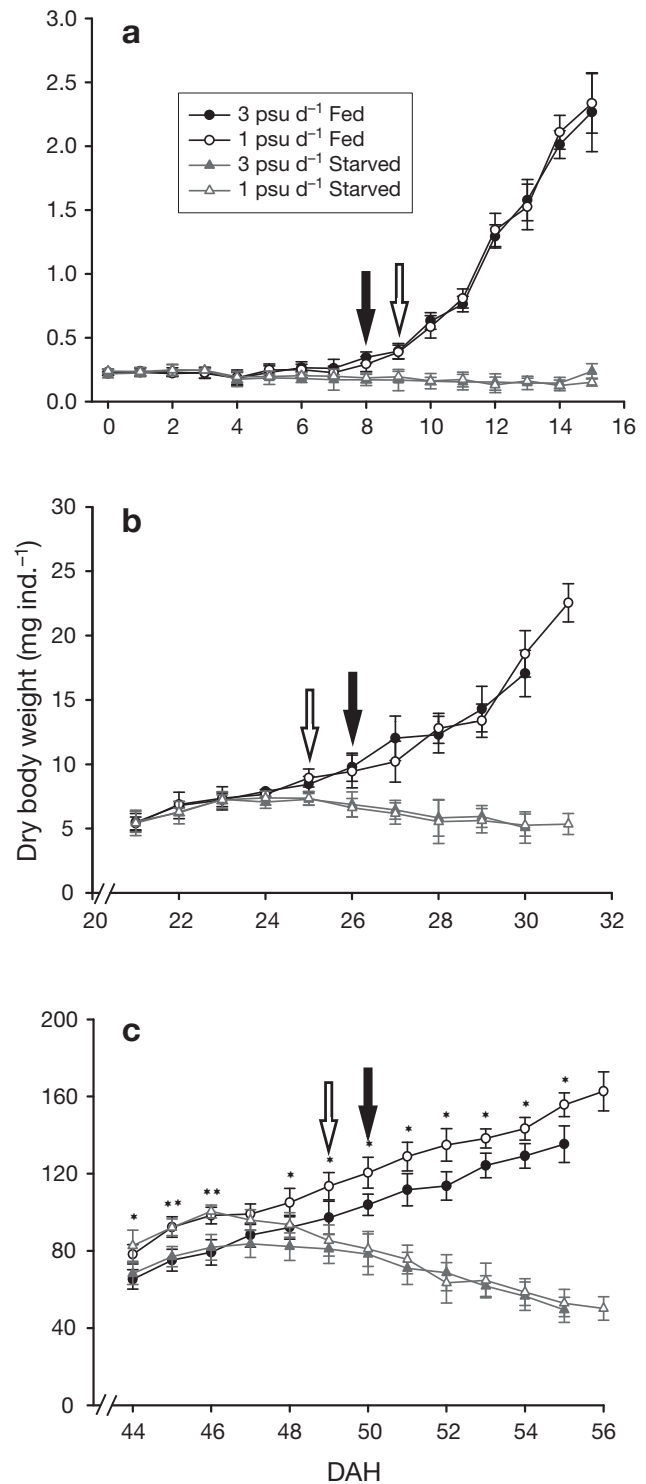 a
3.0
2.5
2.0
1.5
1.0
0.5
0.0
3 psu d⁻¹ Fed
1 psu d⁻¹ Fed
3 psu d⁻¹ Starved
1 psu d⁻¹ Starved
0 2 4 6 8 10 12 14 16
b
30
25
20
15
10
5
0
20 22 24 26 28 30 32
Dry body weight (mg ind.⁻¹)
c
200
160
120
80
40
0
* ** ** * * * * * * * *
44 46 48 50 52 54 56
DAH